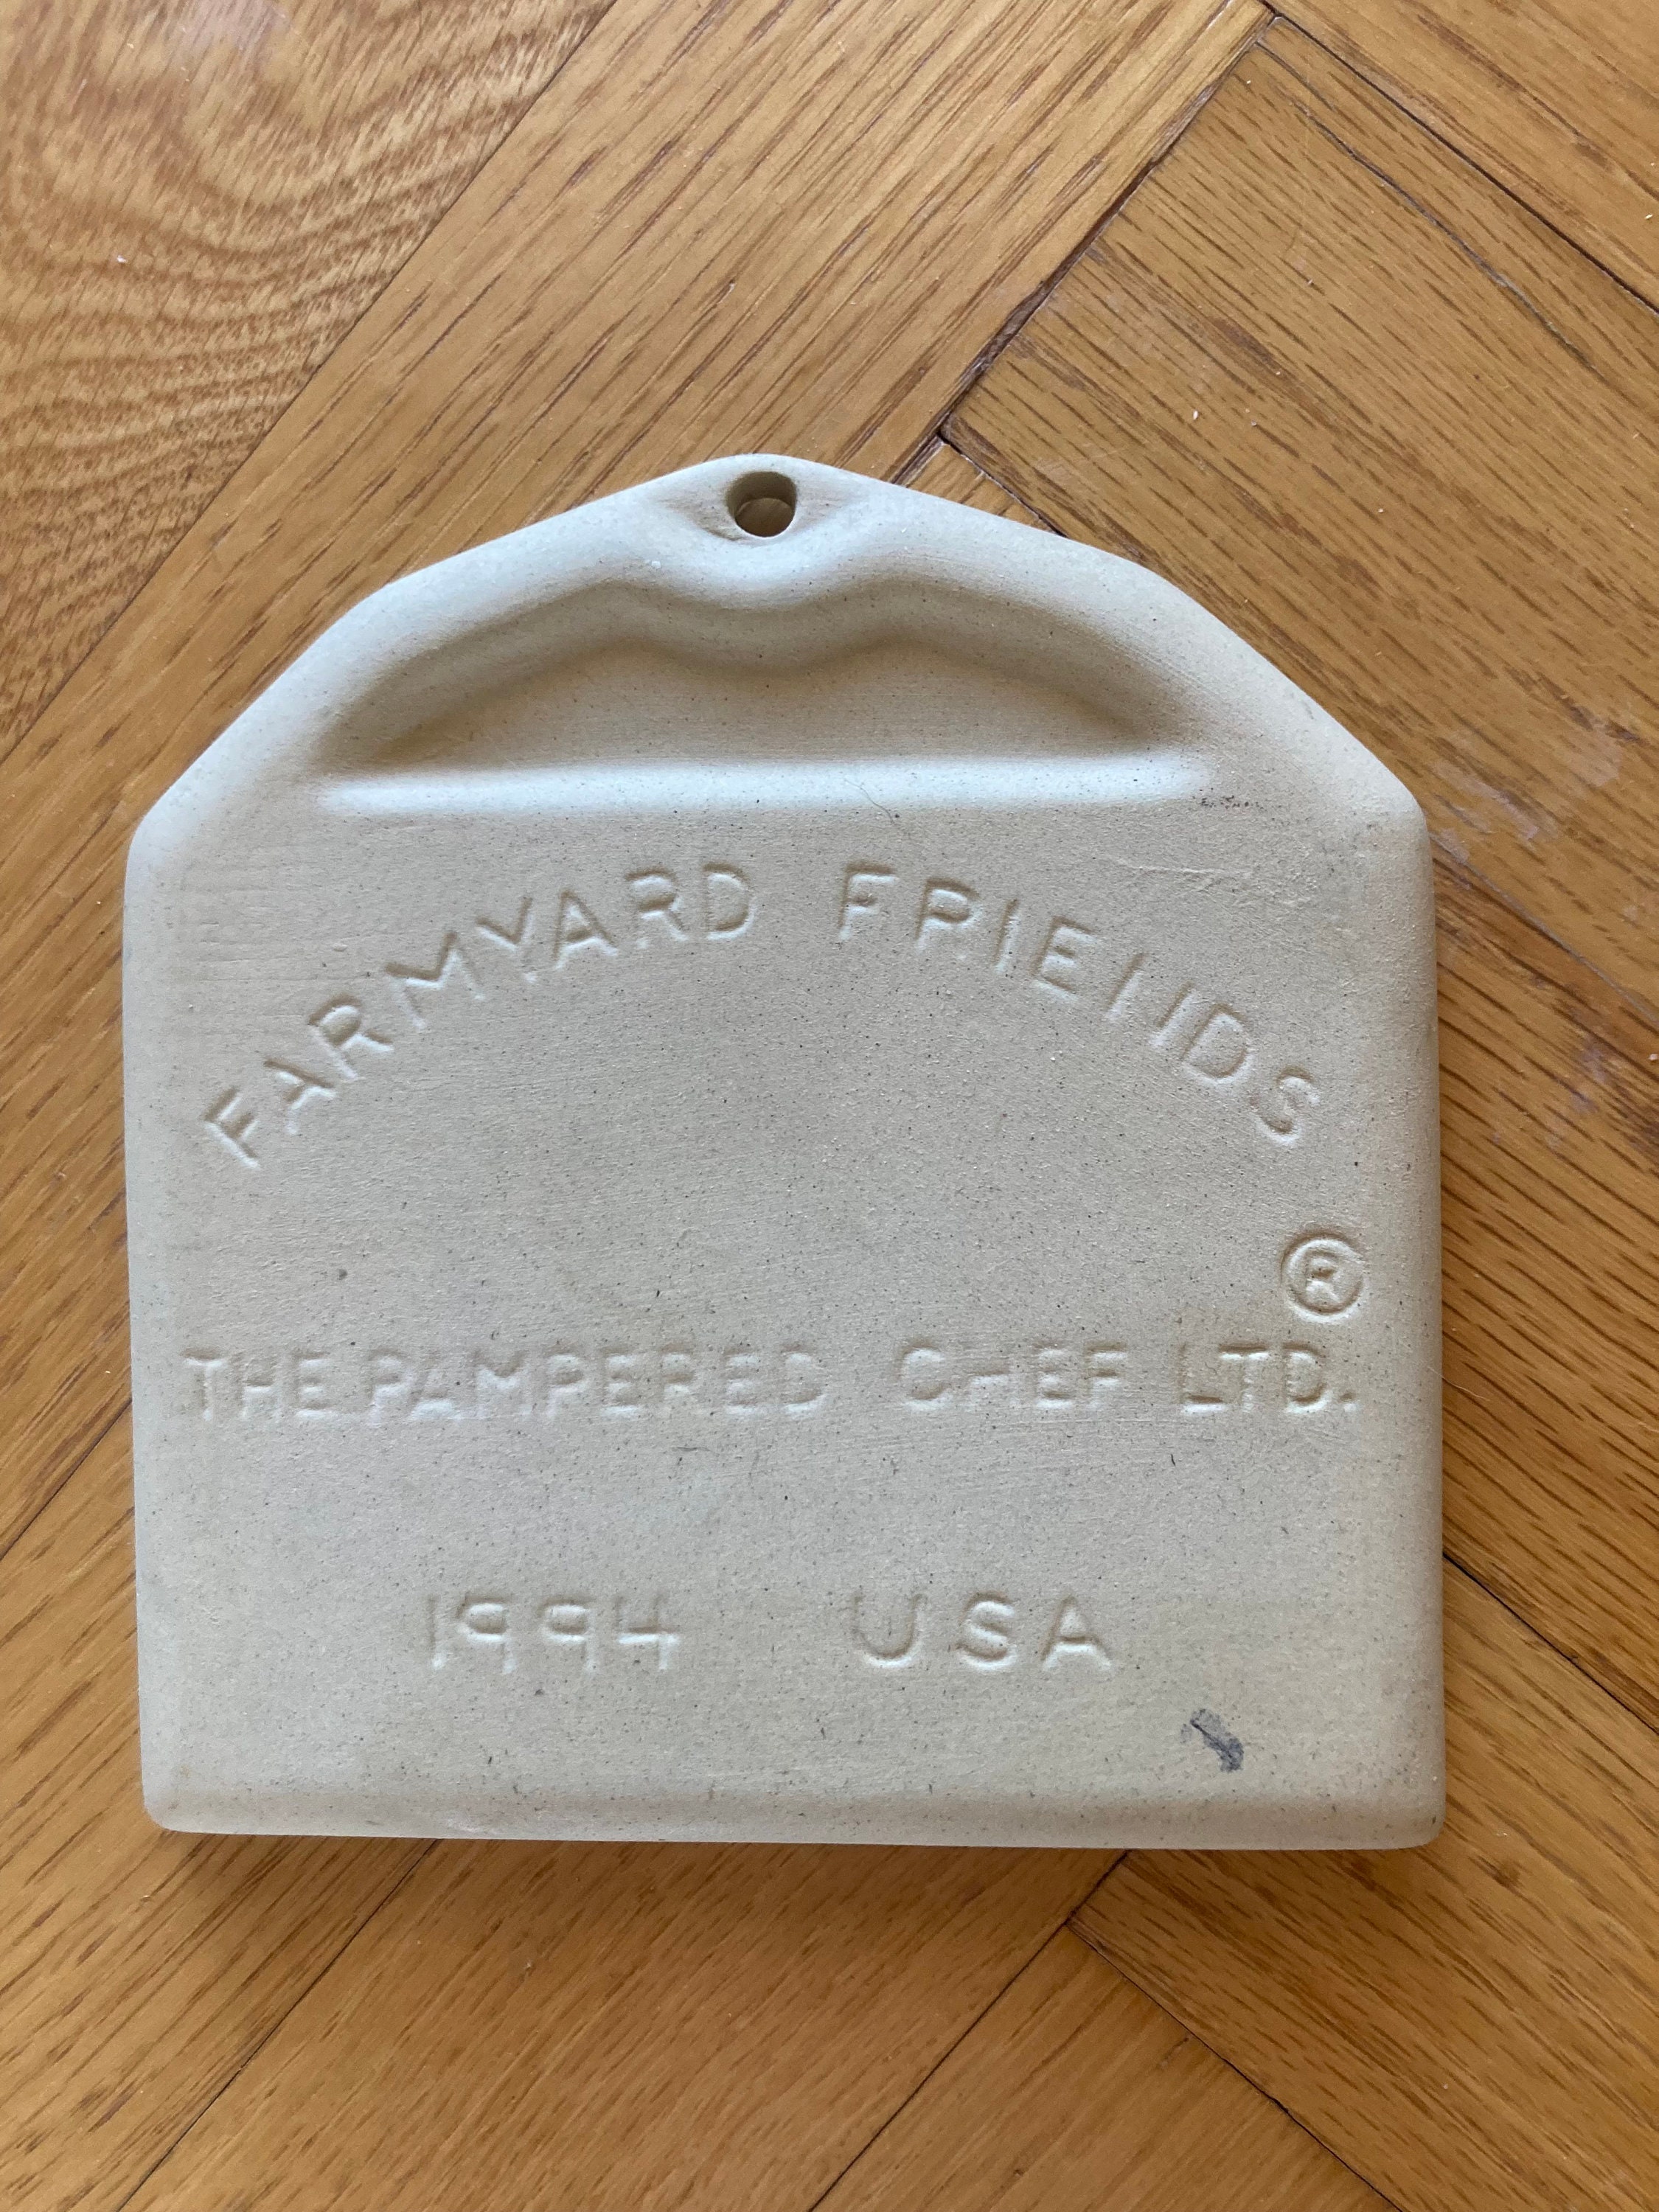 FARMYARD FRIENDS
®
THE PAMPERED CHEF LTD.
1994 USA